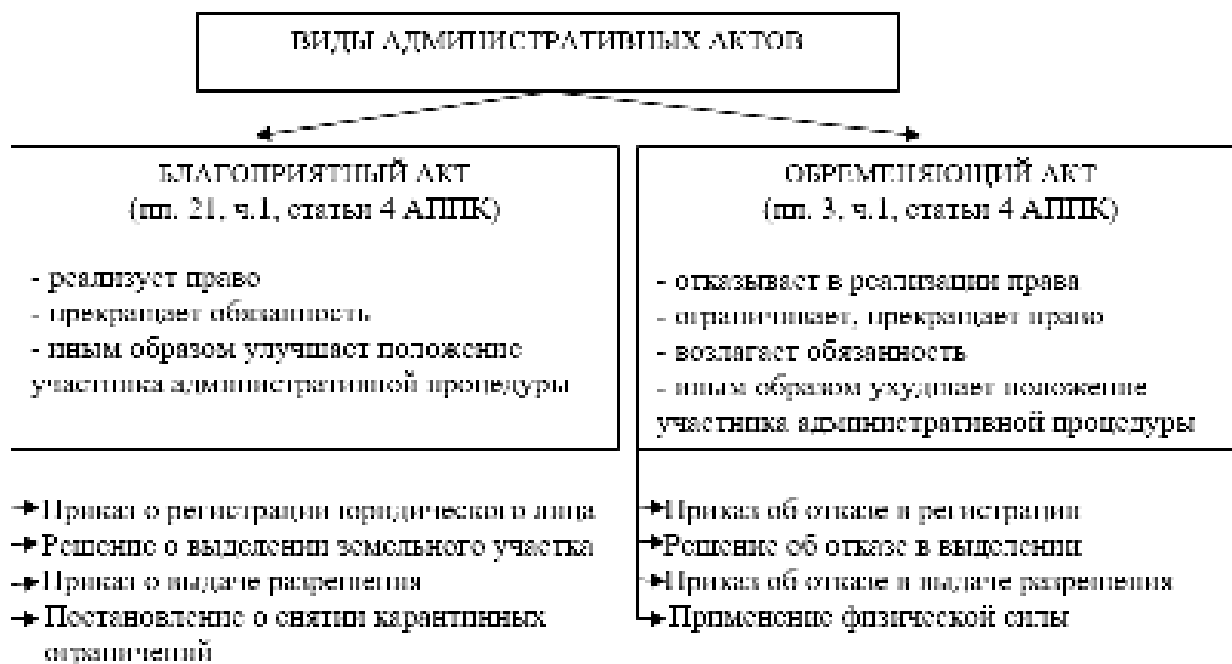 ВИДЫ АДМИНИСТРАТИВНЫХ АКТОВ
БЛАГОПРИЯТНЫЙ АКТ
(пп. 21, ч.1, статьи 4 АППК)
- реализует право
- прекращает обязанность
- иным образом улучшает положение
участника административной процедуры
ОБРЕМЕНЯЮЩИЙ АКТ
(пп. 3, ч.1, статьи 4 АППК)
- отказывает в реализации права
- ограничивает, прекращает право
- возлагает обязанность
- иным образом ухудшает положение
участника административной процедуры
Приказ о регистрации юридического лица
Решение о выделении земельного участка
Приказ о выдаче разрешения
Постановление о снятии карантинных
ограничений
Приказ об отказе в регистрации
Решение об отказе в выделении
Приказ об отказе в выдаче разрешения
Применение физической силы